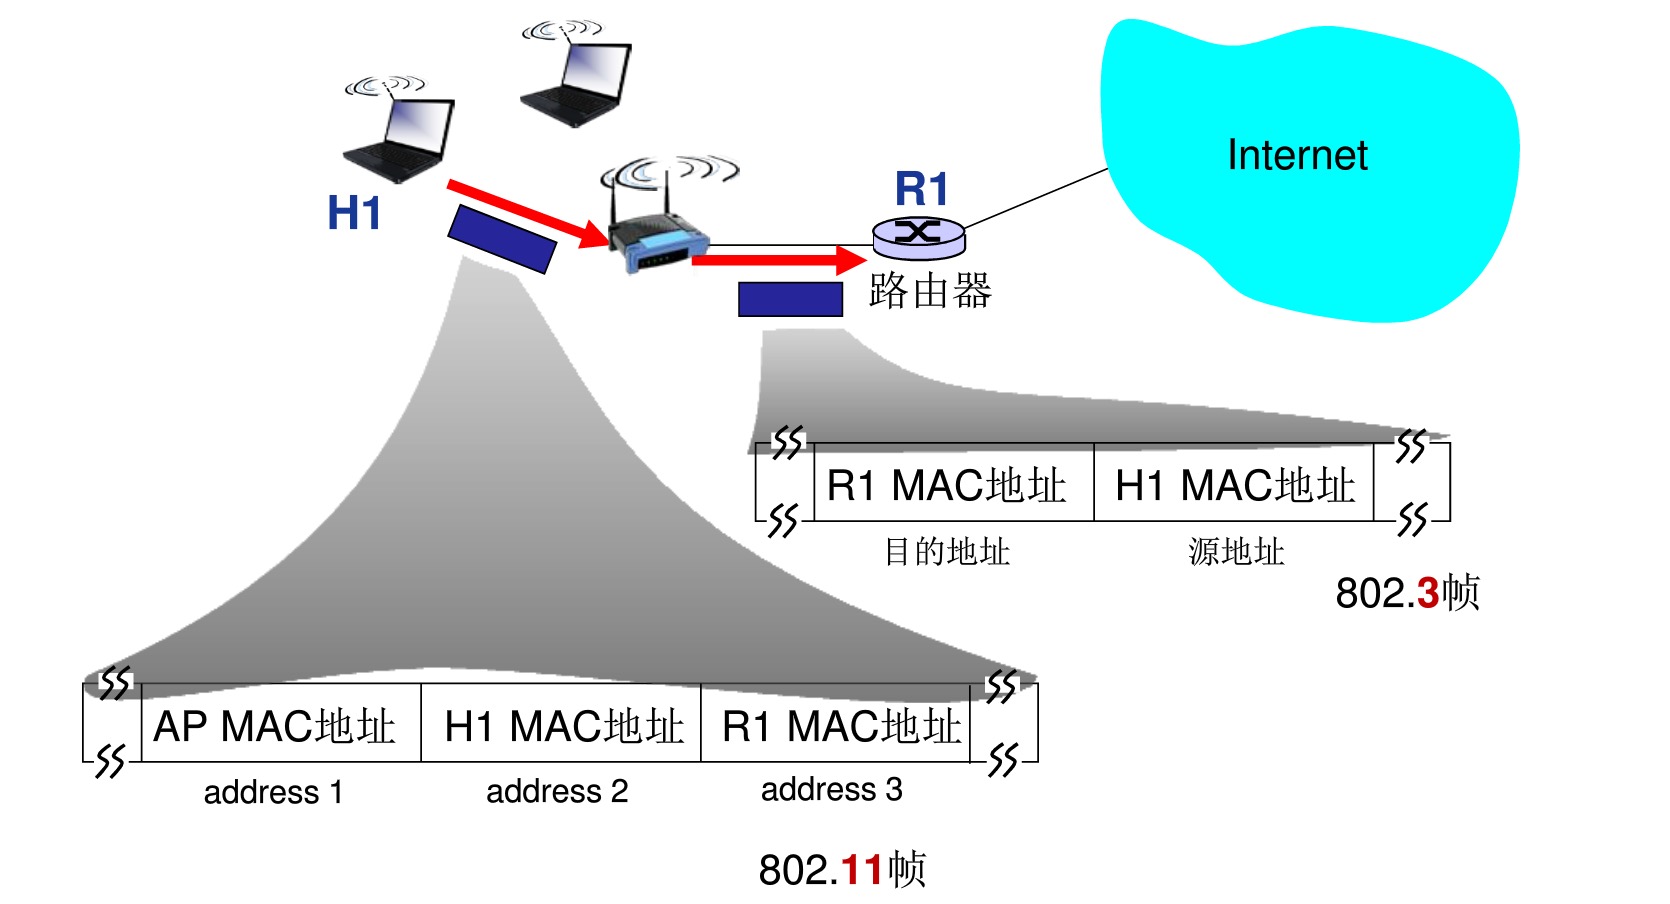 Internet
R1
H1
路由器
R1 MAC地址 H1 MAC地址
目的地址 源地址
802.3帧
AP MAC地址 H1 MAC地址 R1 MAC地址
address 1 address 2 address 3
802.11帧